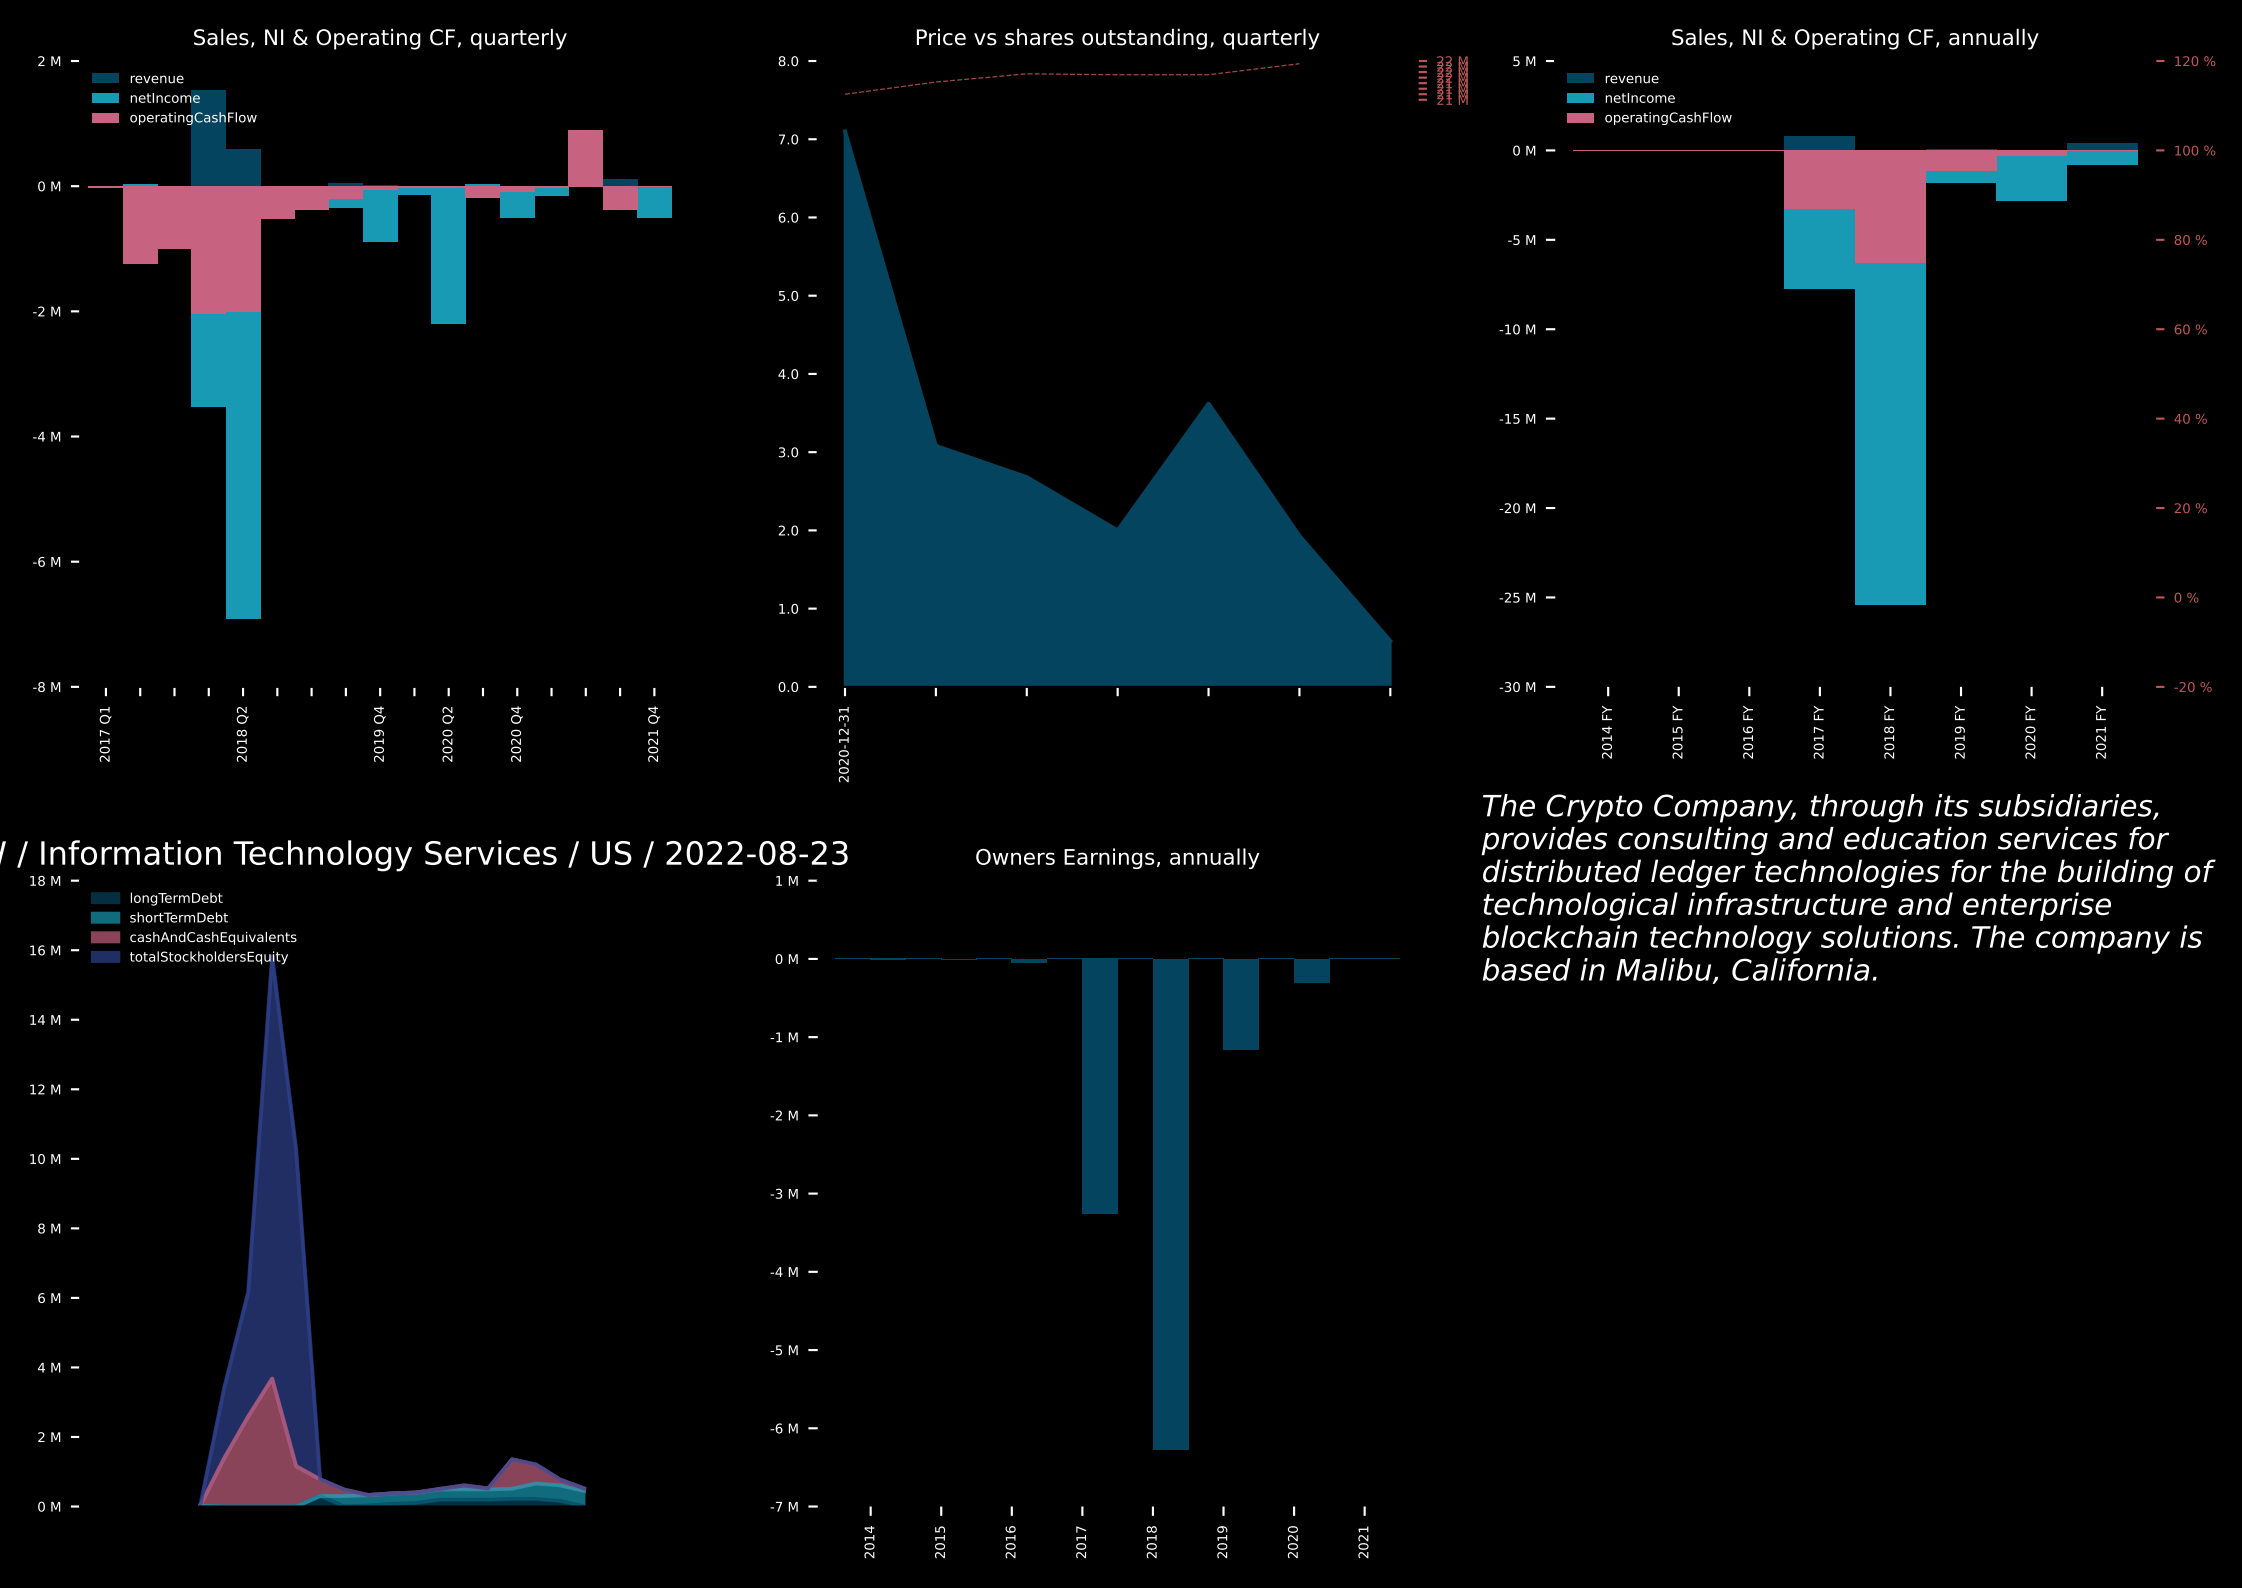 Sales, NI & Operating CF, quarterly
2 M
0 M
-2 M
-4 M
-6 M
-8 M
revenue
netIncome
operatingCashFlow
2017 Q1
2018 Q2
2019 Q4
2020 Q2
2020 Q4
2021 Q4
Price vs shares outstanding, quarterly
8.0
7.0
6.0
5.0
4.0
3.0
2.0
1.0
0.0
22 M
21 M
2020-12-31
Sales, NI & Operating CF, annually
5 M
0 M
-5 M
-10 M
-15 M
-20 M
-25 M
-30 M
revenue
netIncome
operatingCashFlow
120 %
100 %
80 %
60 %
40 %
20 %
0 %
-20 %
2014 FY
2015 FY
2016 FY
2017 FY
2018 FY
2019 FY
2020 FY
2021 FY
/ Information Technology Services / US / 2022-08-23
18 M
16 M
14 M
12 M
10 M
8 M
6 M
4 M
2 M
0 M
longTermDebt
shortTermDebt
cashAndCashEquivalents
totalStockholdersEquity
Owners Earnings, annually
1 M
0 M
-1 M
-2 M
-3 M
-4 M
-5 M
-6 M
-7 M
2014
2015
2016
2017
2018
2019
2020
2021
The Crypto Company, through its subsidiaries,
provides consulting and education services for
distributed ledger technologies for the building of
technological infrastructure and enterprise
blockchain technology solutions. The company is
based in Malibu, California.